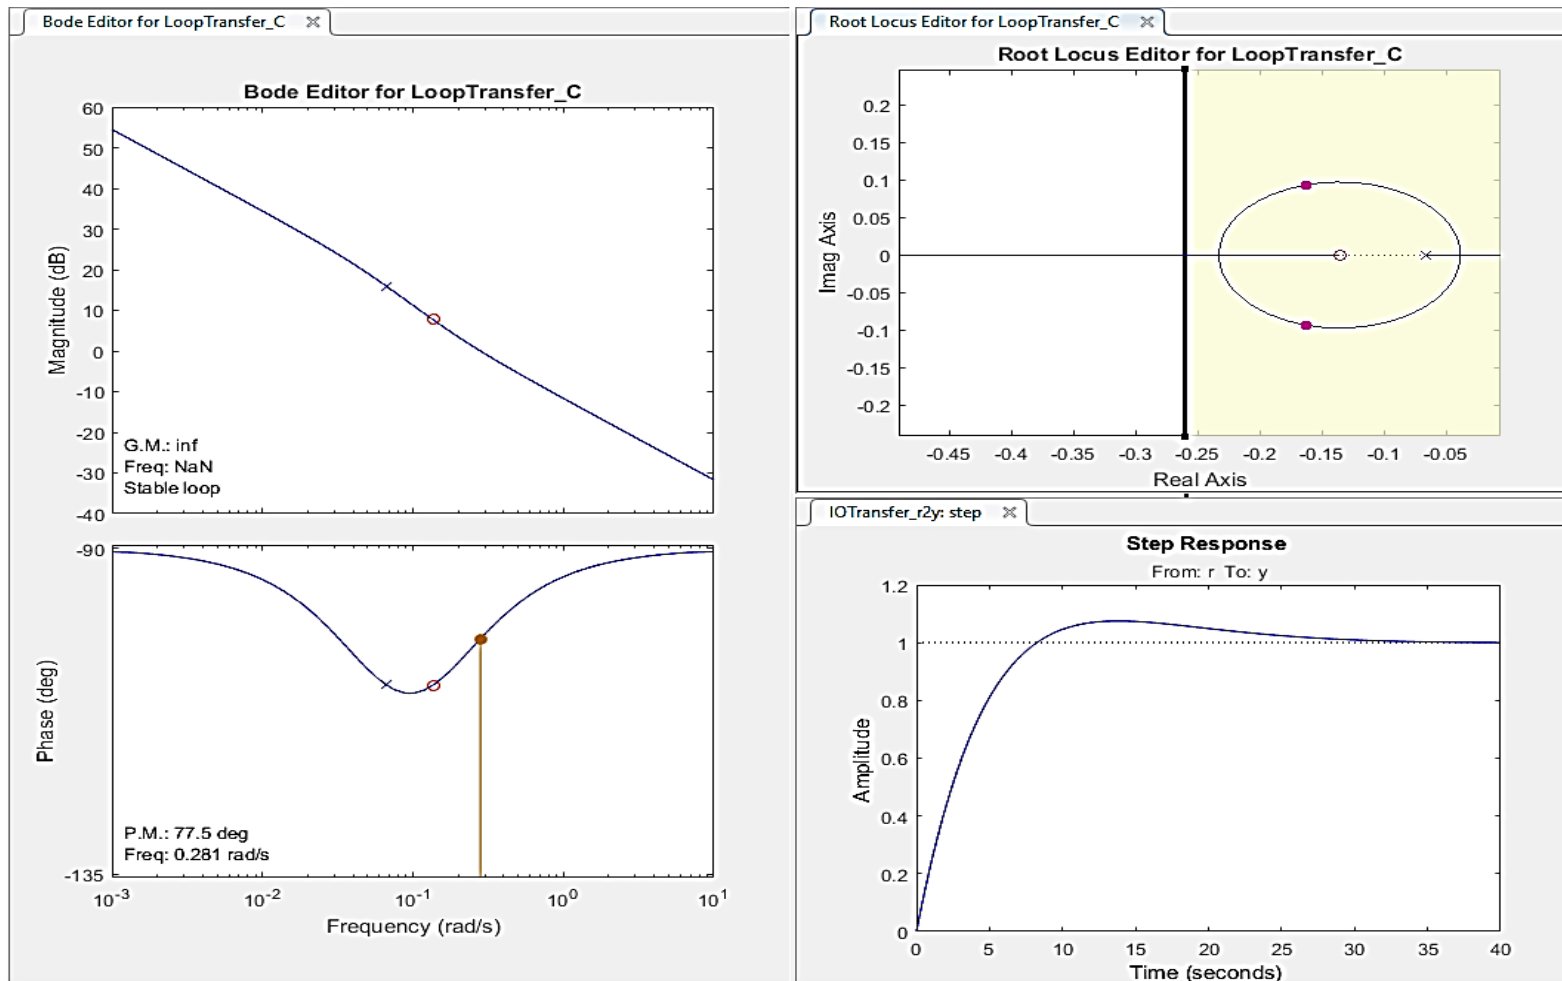 Bode Editor for LoopTransfer_C
Bode Editor for LoopTransfer_C
60
50
40
30
20
10
0
-10
-20
-30
-40
Magnitude (dB)
G.M.: inf
Freq: NaN
Stable loop
-90
-135
Phase (deg)
P.M.: 77.5 deg
Freq: 0.281 rad/s
10^-3 10^-2 10^-1 10^0 10^1
Frequency (rad/s)
Root Locus Editor for LoopTransfer_C
Root Locus Editor for LoopTransfer_C
0.2
0.15
0.1
0.05
0
-0.05
-0.1
-0.15
-0.2
Imag Axis
-0.45 -0.4 -0.35 -0.3 -0.25 -0.2 -0.15 -0.1 -0.05
Real Axis
IOTransfer_r2y: step
Step Response
From: r To: y
1.2
1
0.8
0.6
0.4
0.2
0
Amplitude
0 5 10 15 20 25 30 35 40
Time (seconds)